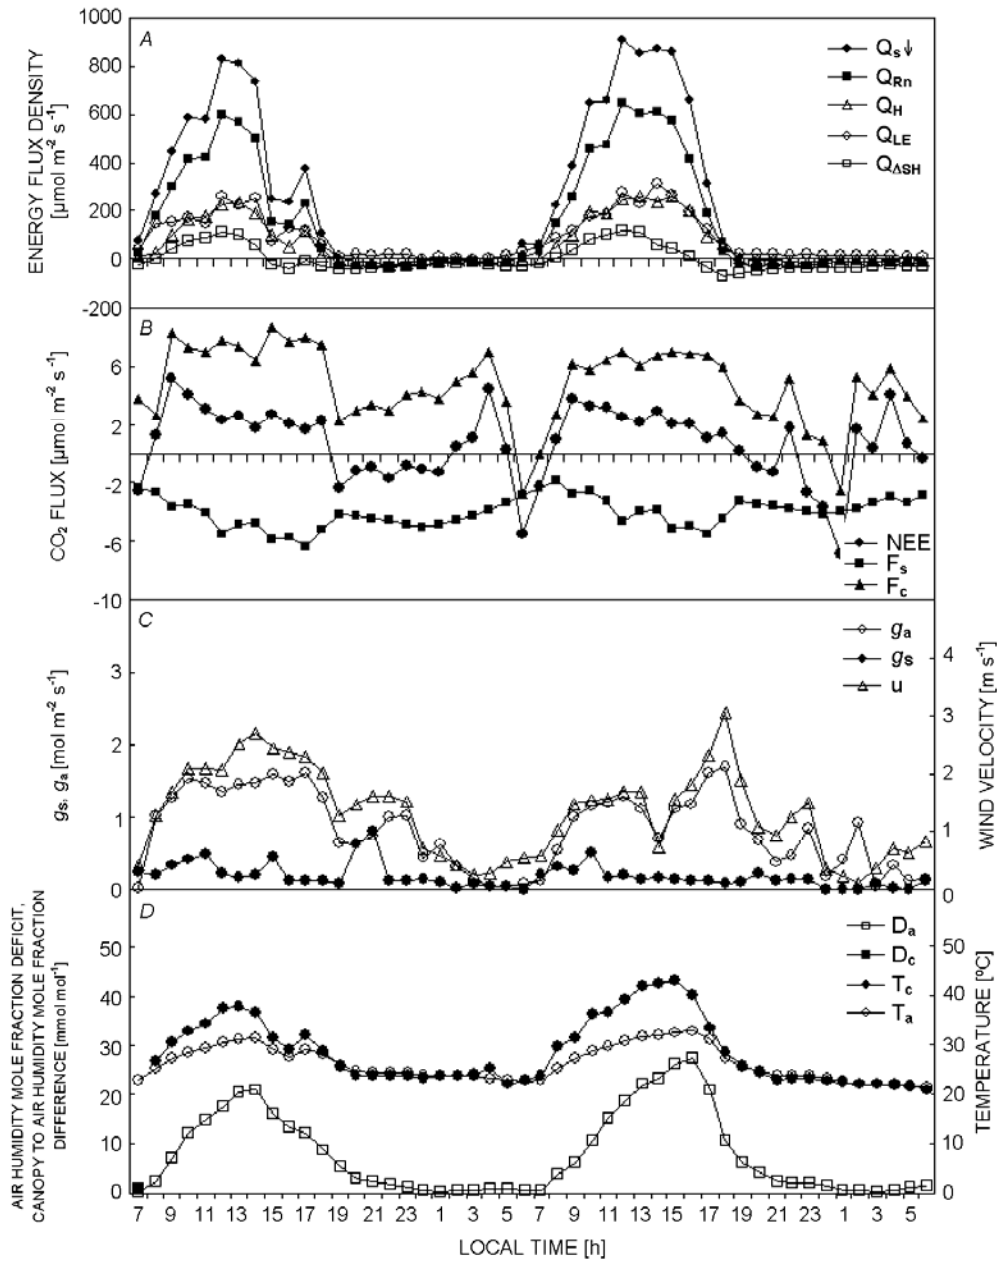 A
ENERGY FLUX DENSITY
[µmol m⁻² s⁻¹]
1000
800
600
400
200
0
-200
Qs↓
QRn
QH
QLE
QΔSH
B
CO₂ FLUX [µmol m⁻² s⁻¹]
6
2
-2
-6
-10
NEE
Fs
Fc
C
gs, ga [mol m⁻² s⁻¹]
3
2
1
0
ga
gs
u
4
3
2
1
0
WIND VELOCITY [m s⁻¹]
D
AIR HUMIDITY MOLE FRACTION DEFICIT,
CANOPY TO AIR HUMIDITY MOLE FRACTION
DIFFERENCE [mmol mol⁻¹]
50
40
30
20
10
0
Da
Dc
Tc
Ta
50
40
30
20
10
0
TEMPERATURE [ºC]
7 9 11 13 15 17 19 21 23 1 3 5 7 9 11 13 15 17 19 21 23 1 3 5
LOCAL TIME [h]